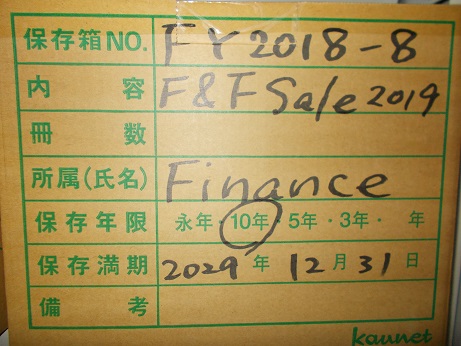 保存箱NO. FY2018-8
内容 F&F Sale 2019
冊数
所属(氏名) Finance
保存年限 永年・10年・5年・3年・ 年
保存満期 2029年 12月 31日
備考
kaunet